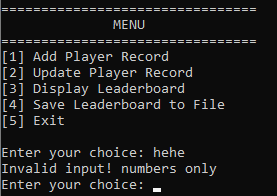 ================================
MENU
================================
[1] Add Player Record
[2] Update Player Record
[3] Display Leaderboard
[4] Save Leaderboard to File
[5] Exit
Enter your choice: hehe
Invalid input! numbers only
Enter your choice: _